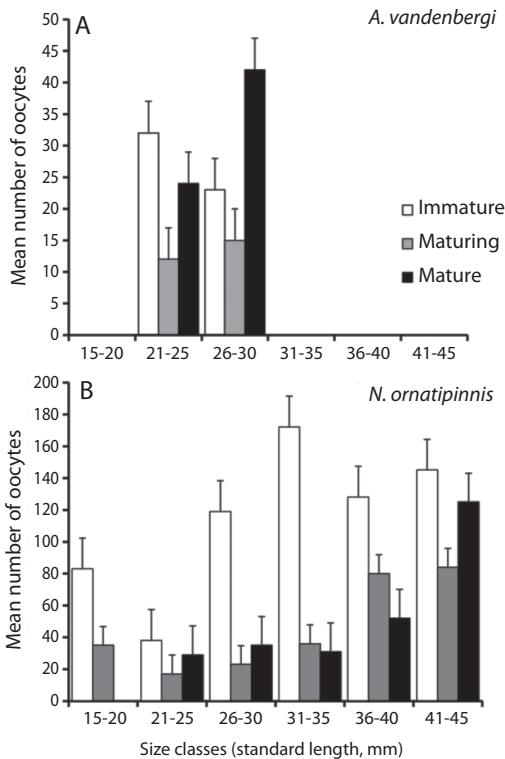 A
A. vandenbergi
Mean number of oocytes
50
45
40
35
30
25
20
15
10
5
0
Immature
Maturing
Mature
15-20 21-25 26-30 31-35 36-40 41-45
B
N. ornatipinnis
Mean number of oocytes
200
180
160
140
120
100
80
60
40
20
0
15-20 21-25 26-30 31-35 36-40 41-45
Size classes (standard length, mm)